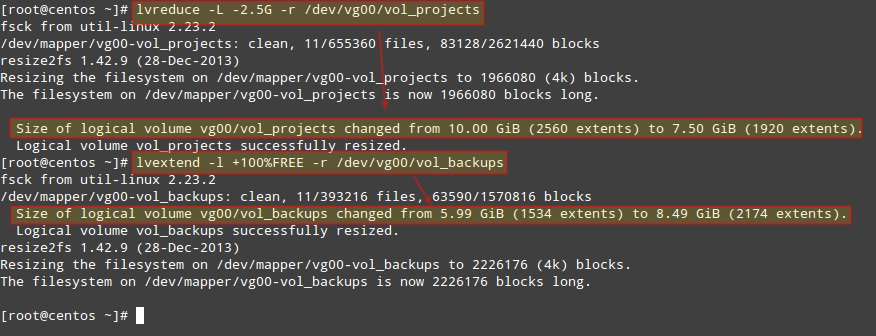 [root@centos ~]# lvreduce -L -2.5G -r /dev/vg00/vol_projects
fsck from util-linux 2.23.2
/dev/mapper/vg00-vol_projects: clean, 11/655360 files, 83128/2621440 blocks
resize2fs 1.42.9 (28-Dec-2013)
Resizing the filesystem on /dev/mapper/vg00-vol_projects to 1966080 (4k) blocks.
The filesystem on /dev/mapper/vg00-vol_projects is now 1966080 blocks long.
Size of logical volume vg00/vol_projects changed from 10.00 GiB (2560 extents) to 7.50 GiB (1920 extents).
Logical volume vol_projects successfully resized.
[root@centos ~]# lvextend -l +100%FREE -r /dev/vg00/vol_backups
fsck from util-linux 2.23.2
/dev/mapper/vg00-vol_backups: clean, 11/393216 files, 63590/1570816 blocks
Size of logical volume vg00/vol_backups changed from 5.99 GiB (1534 extents) to 8.49 GiB (2174 extents).
Logical volume vol_backups successfully resized.
resize2fs 1.42.9 (28-Dec-2013)
Resizing the filesystem on /dev/mapper/vg00-vol_backups to 2226176 (4k) blocks.
The filesystem on /dev/mapper/vg00-vol_backups is now 2226176 blocks long.
[root@centos ~]#